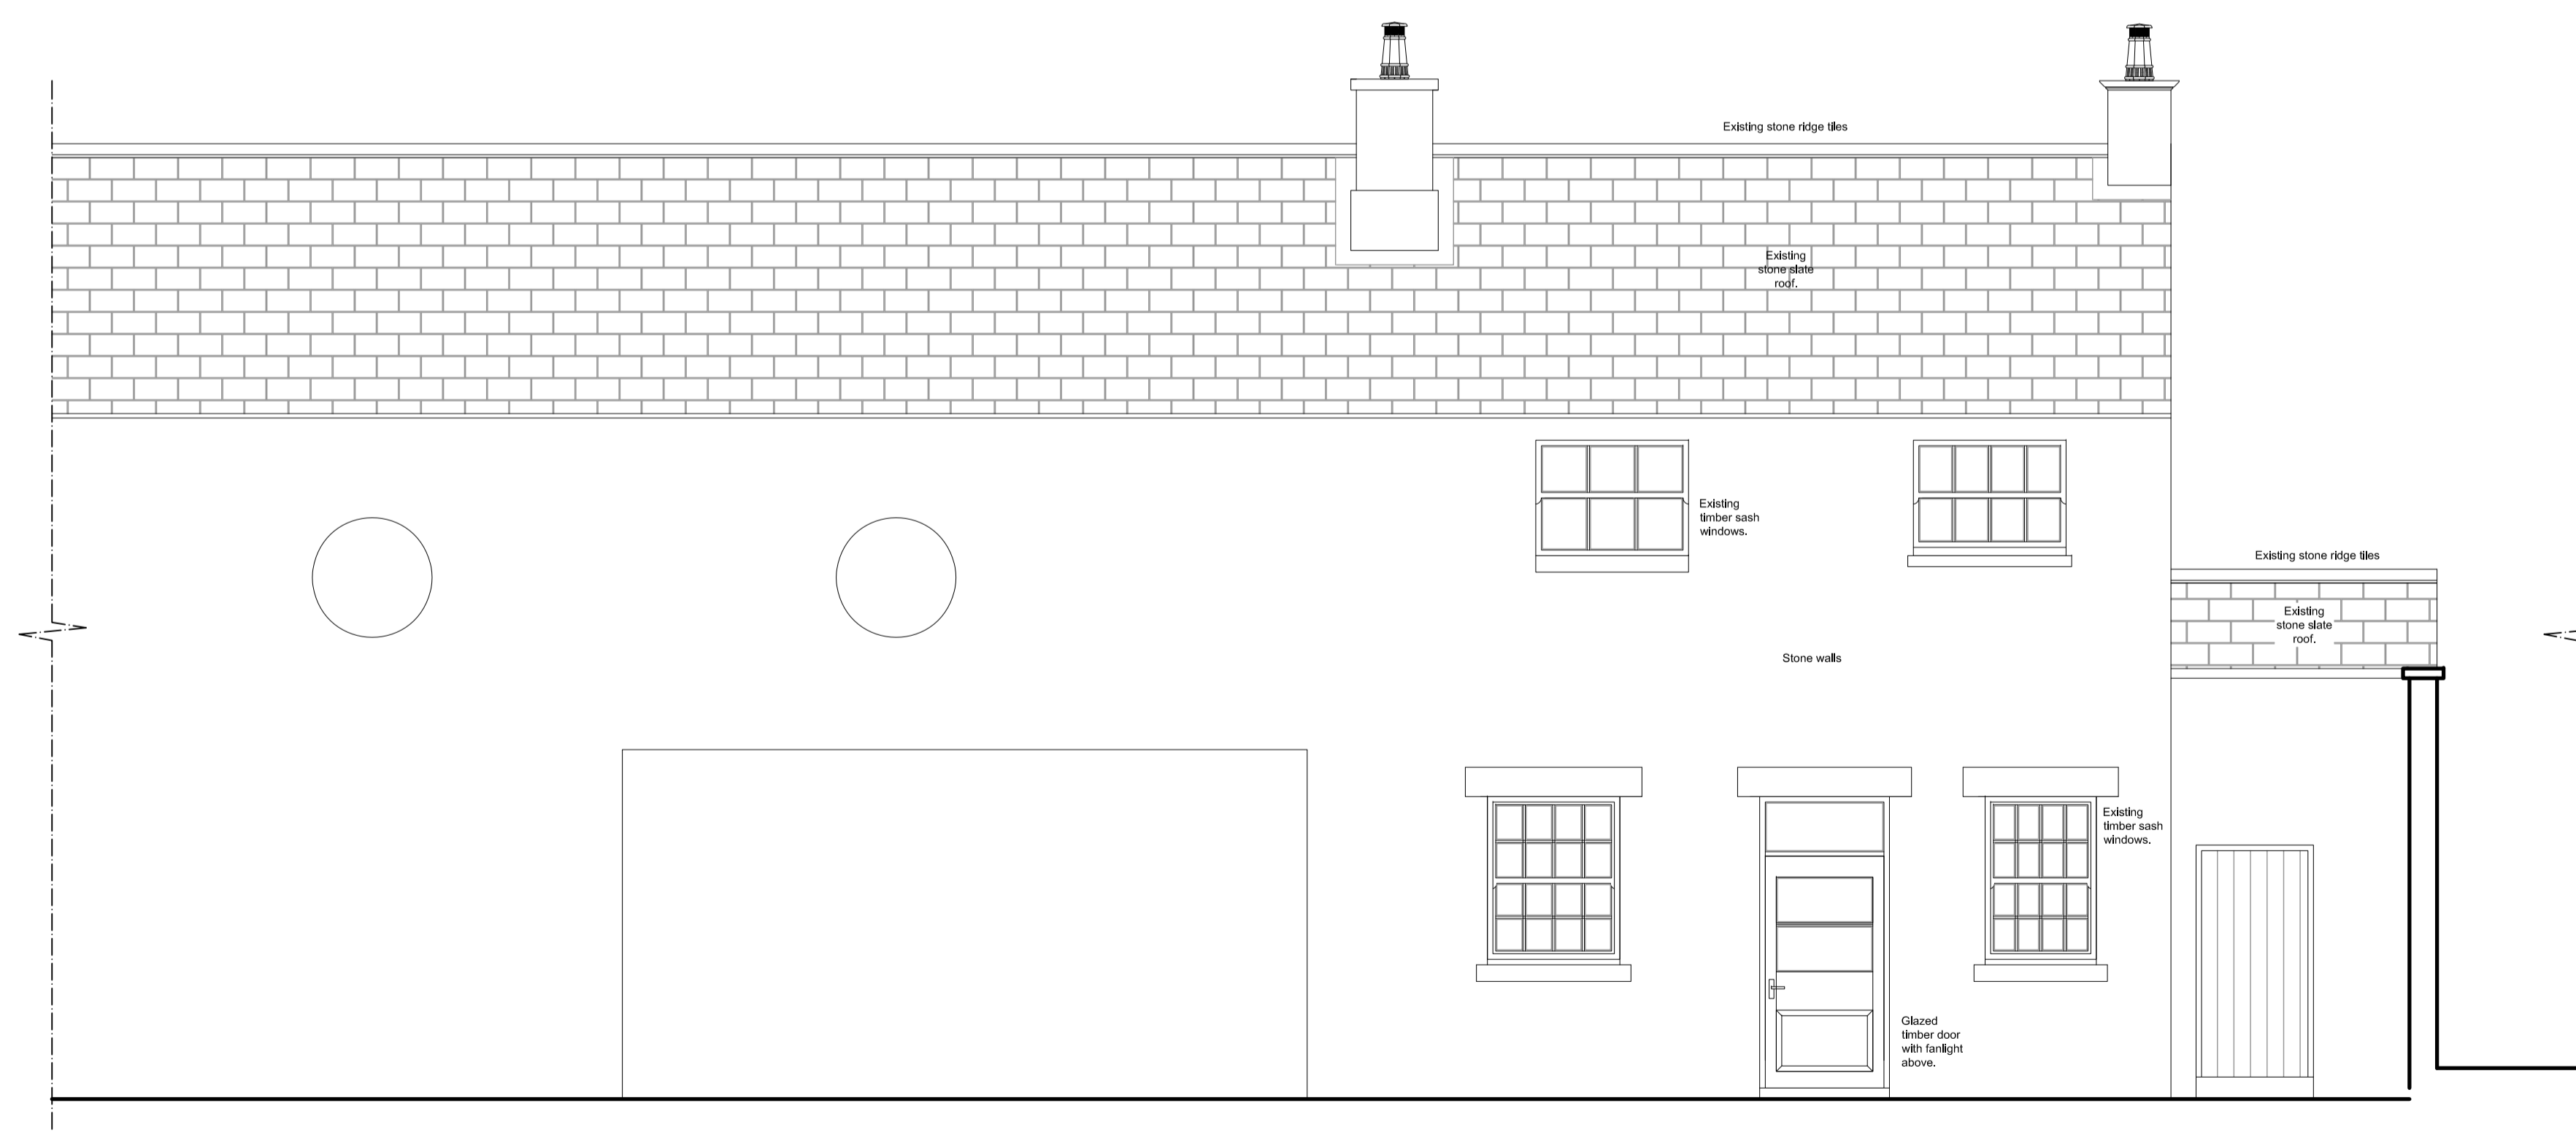 Existing stone ridge tiles
Existing
stone slate
roof.
Existing
timber sash
windows.
Existing stone ridge tiles
Existing
stone slate
roof.
Stone walls
Existing
timber sash
windows.
Glazed
timber door
with fanlight
above.